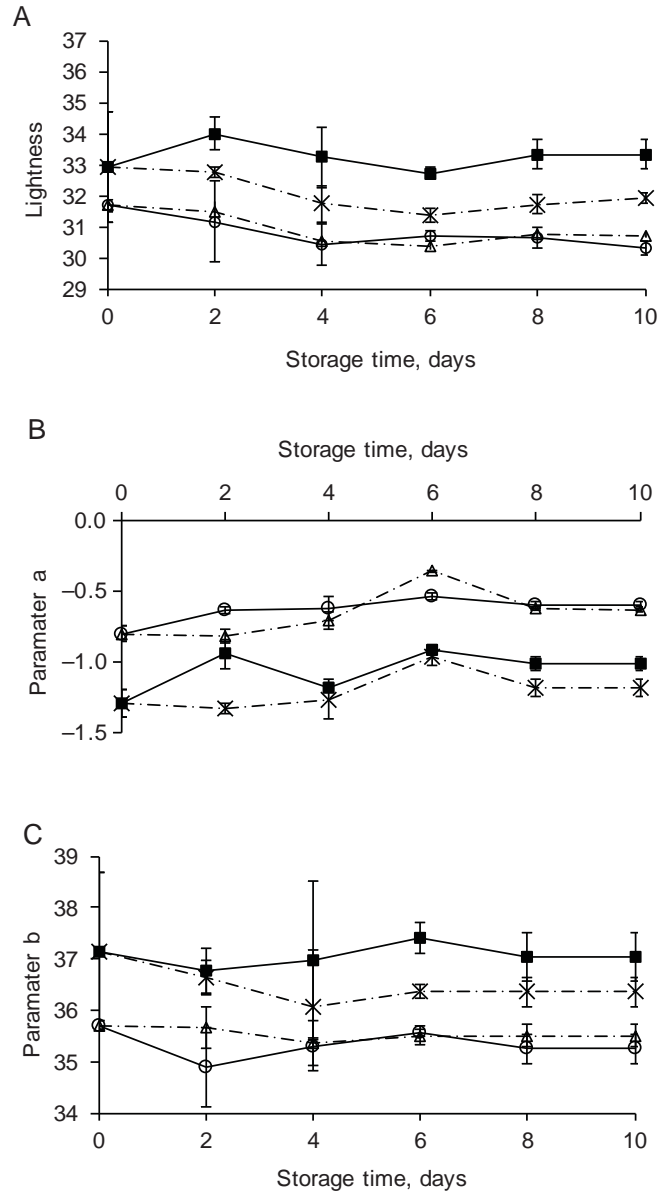 A
37
36
35
34
33
32
31
30
29
Lightness
0 2 4 6 8 10
Storage time, days
B
Storage time, days
0 2 4 6 8 10
0.0
–0.5
–1.0
–1.5
Paramater a
C
39
38
37
36
35
34
Paramater b
0 2 4 6 8 10
Storage time, days